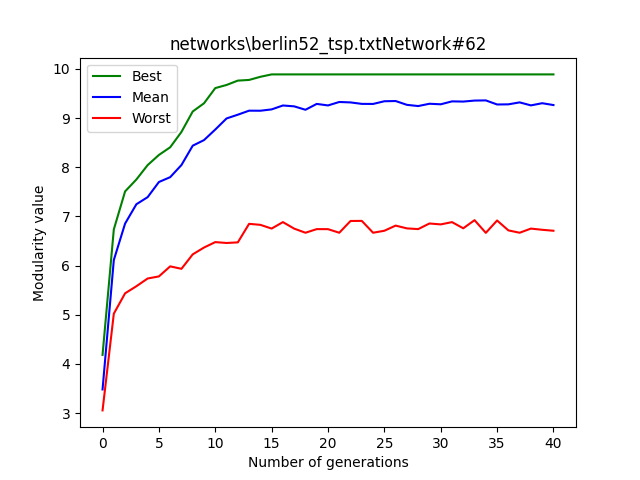 networks\berlin52_tsp.txtNetwork#62
Best
Mean
Worst
10
9
8
7
6
5
4
3
Modularity value
0 5 10 15 20 25 30 35 40
Number of generations